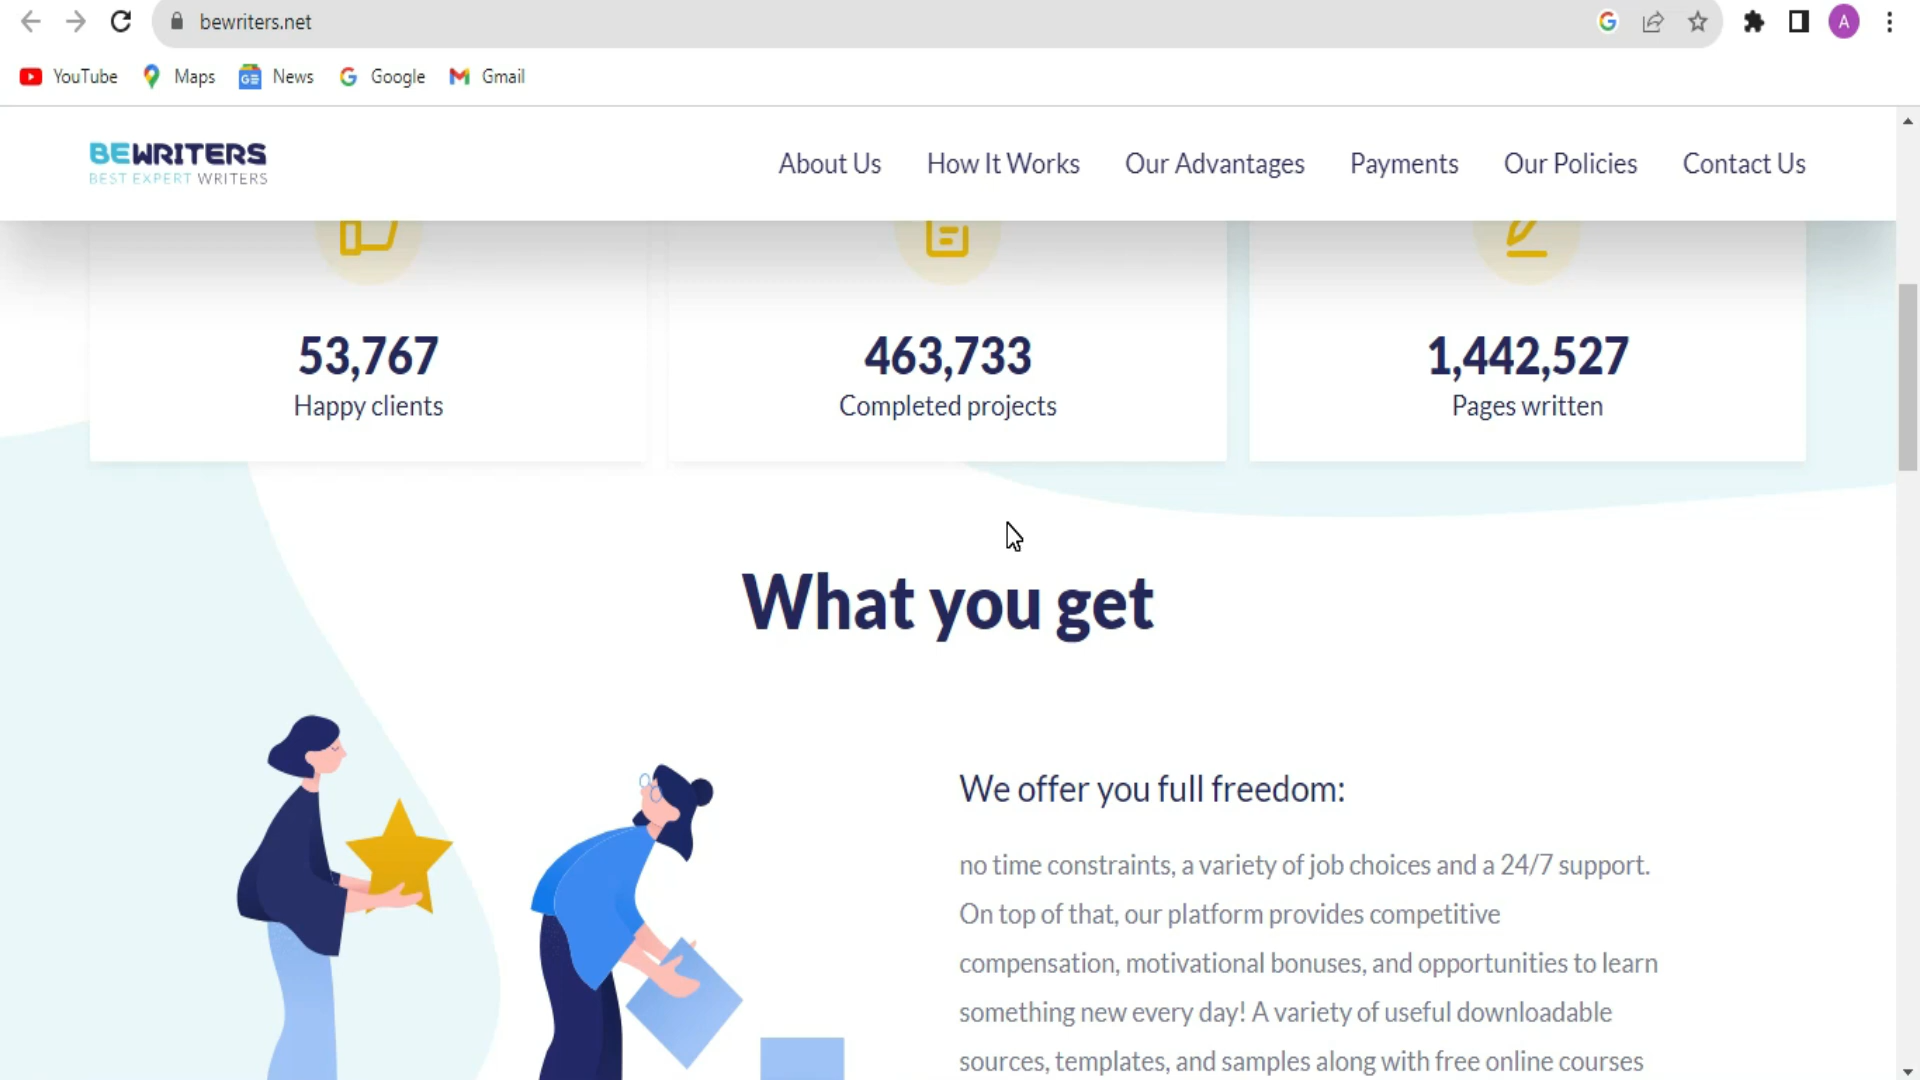 bewriters.net
A
YouTube Maps News Google Gmail
BEWRITERS
BEST EXPERT WRITERS
About Us How It Works Our Advantages Payments Our Policies Contact Us
53,767 463,733 1,442,527
Happy clients Completed projects Pages written
What you get
We offer you full freedom:
no time constraints, a variety of job choices and a 24/7 support.
On top of that, our platform provides competitive
compensation, motivational bonuses, and opportunities to learn
something new every day! A variety of useful downloadable
sources, templates, and samples along with free online courses